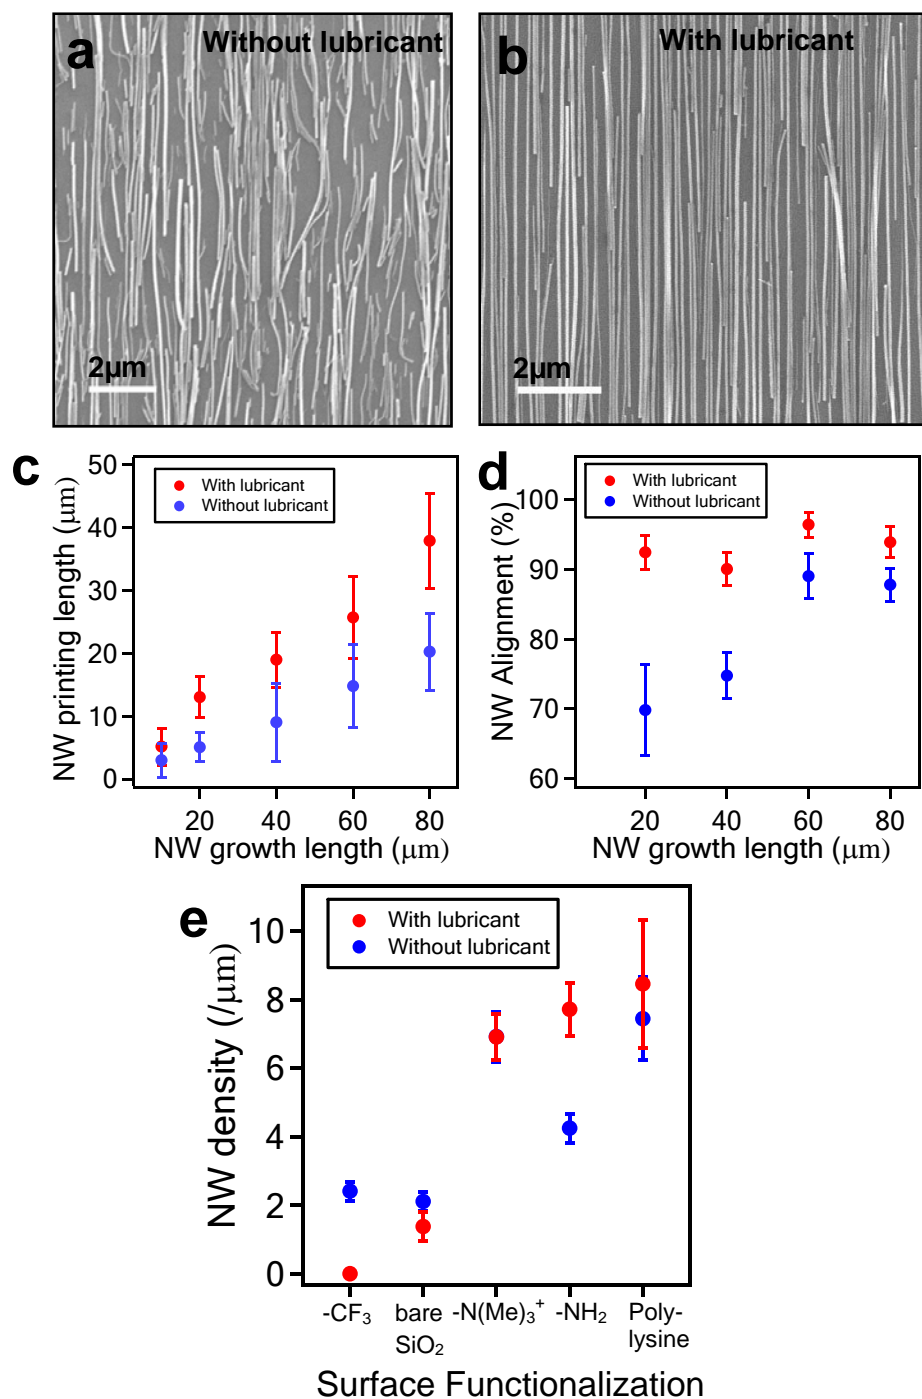 a
Without lubricant
2μm
b
With lubricant
2μm
c
50
40
30
20
10
0
NW printing length (μm)
With lubricant
Without lubricant
20
40
60
80
NW growth length (μm)
d
100
90
80
70
60
NW Alignment (%)
With lubricant
Without lubricant
20
40
60
80
NW growth length (μm)
e
10
8
6
4
2
0
NW density (/μm)
With lubricant
Without lubricant
-CF₃
bare
SiO₂
-N(Me)₃⁺
-NH₂
Poly-
lysine
Surface Functionalization